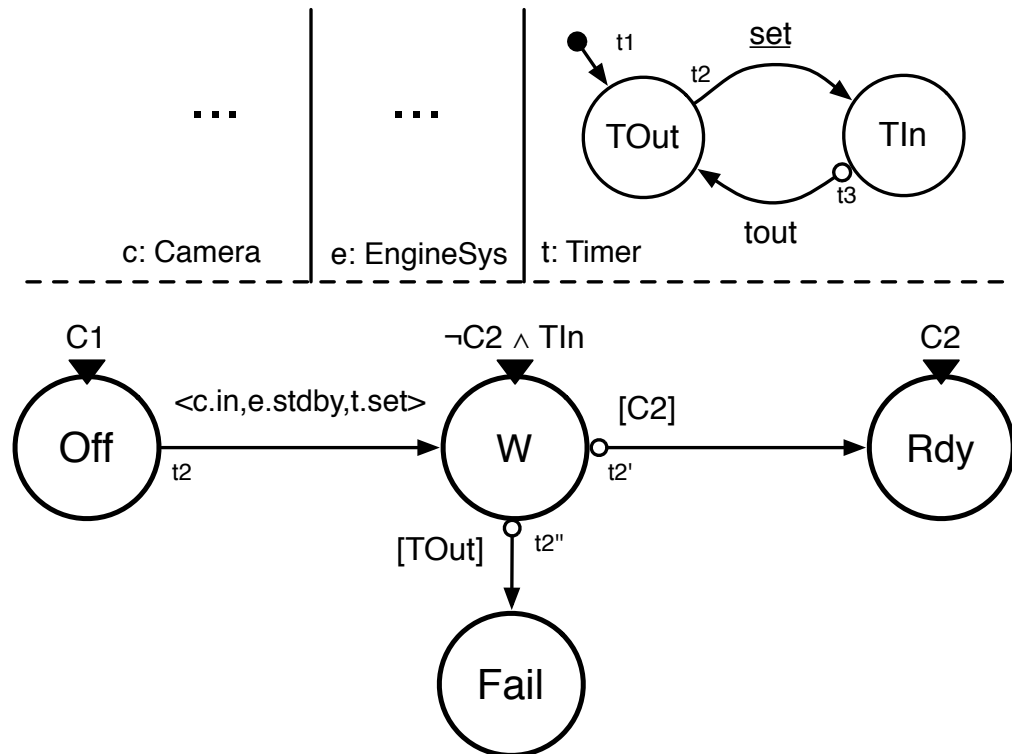 t1
set
t2
...
...
TOut
TIn
t3
tout
c: Camera
e: EngineSys
t: Timer
C1
¬C2 ∧ TIn
C2
<c.in,e.stdby,t.set>
[C2]
Off
W
Rdy
t2
t2'
[TOut]
t2"
Fail